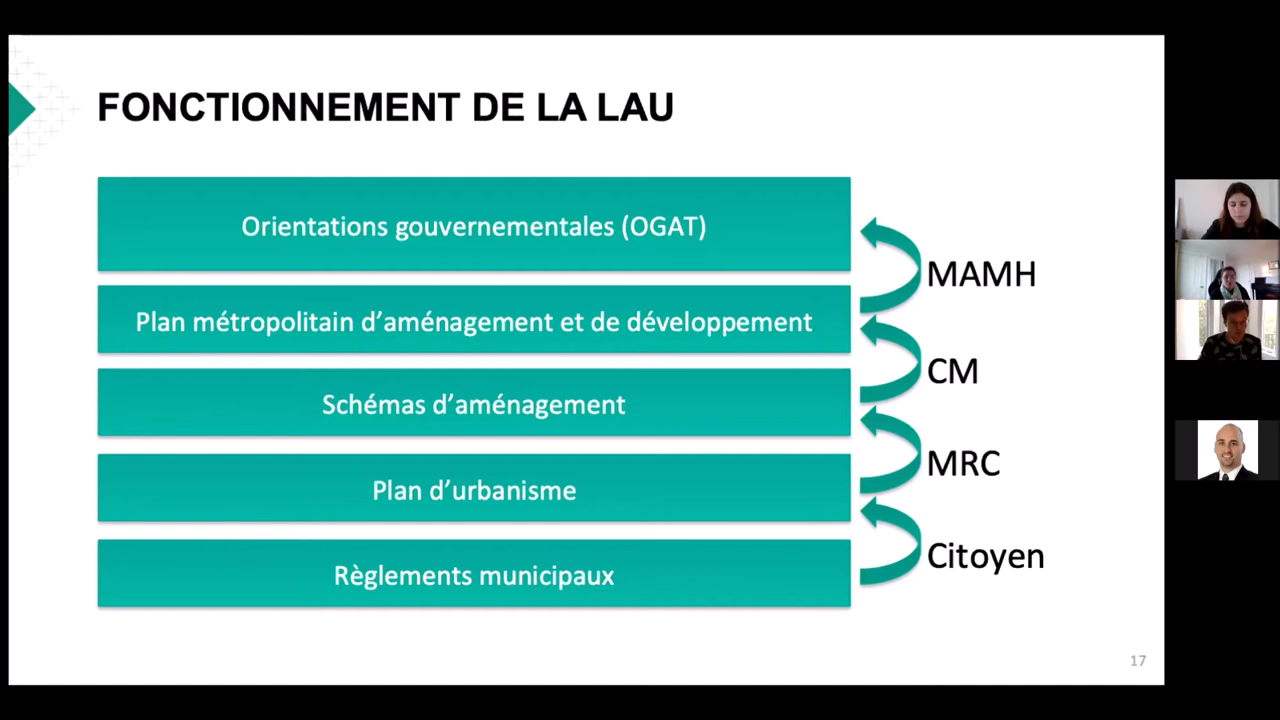 FONCTIONNEMENT DE LA LAU
Orientations gouvernementales (OGAT)
MAMH
Plan métropolitain d’aménagement et de développement
CM
Schémas d’aménagement
MRC
Plan d’urbanisme
Citoyen
Règlements municipaux
17